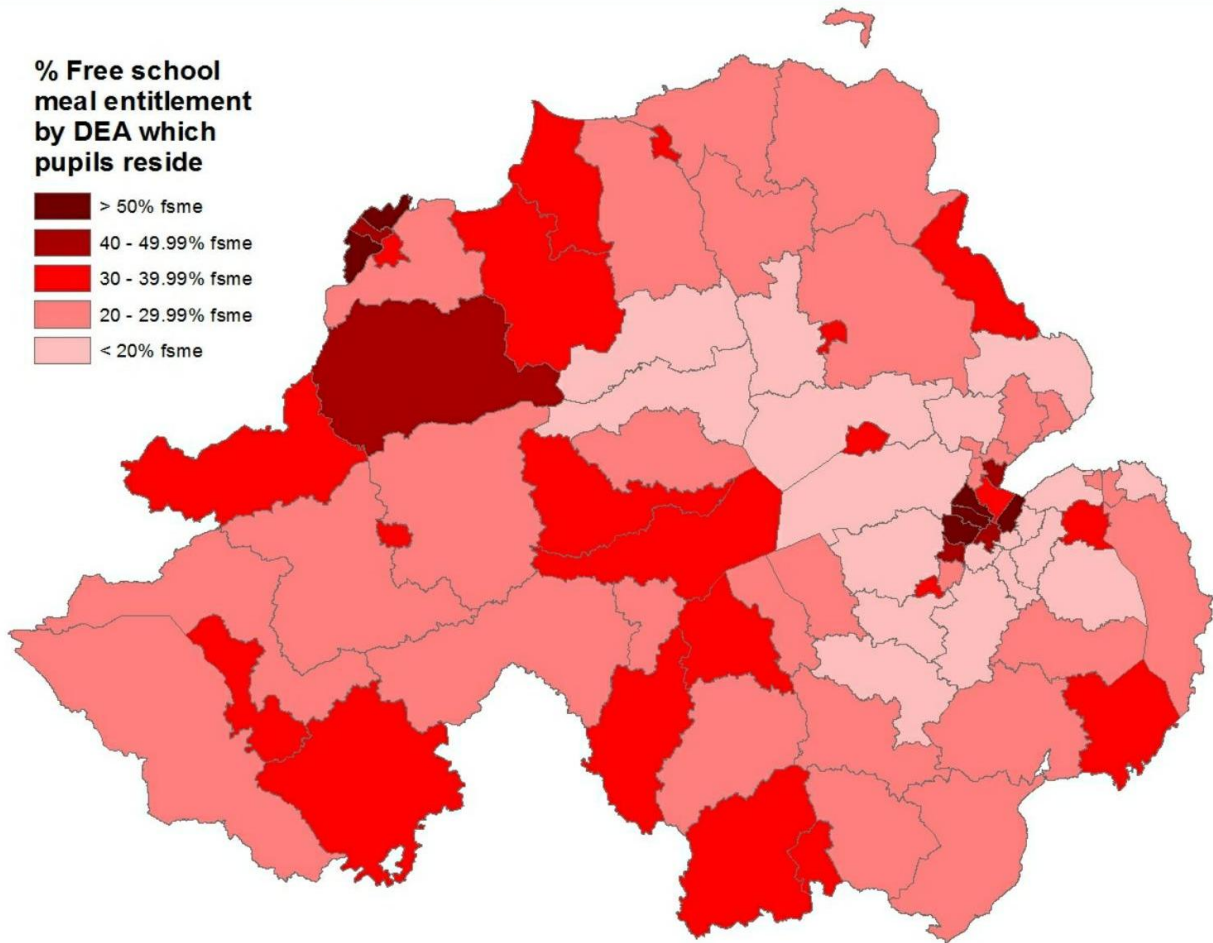 % Free school
meal entitlement
by DEA which
pupils reside
> 50% fsme
40 - 49.99% fsme
30 - 39.99% fsme
20 - 29.99% fsme
< 20% fsme